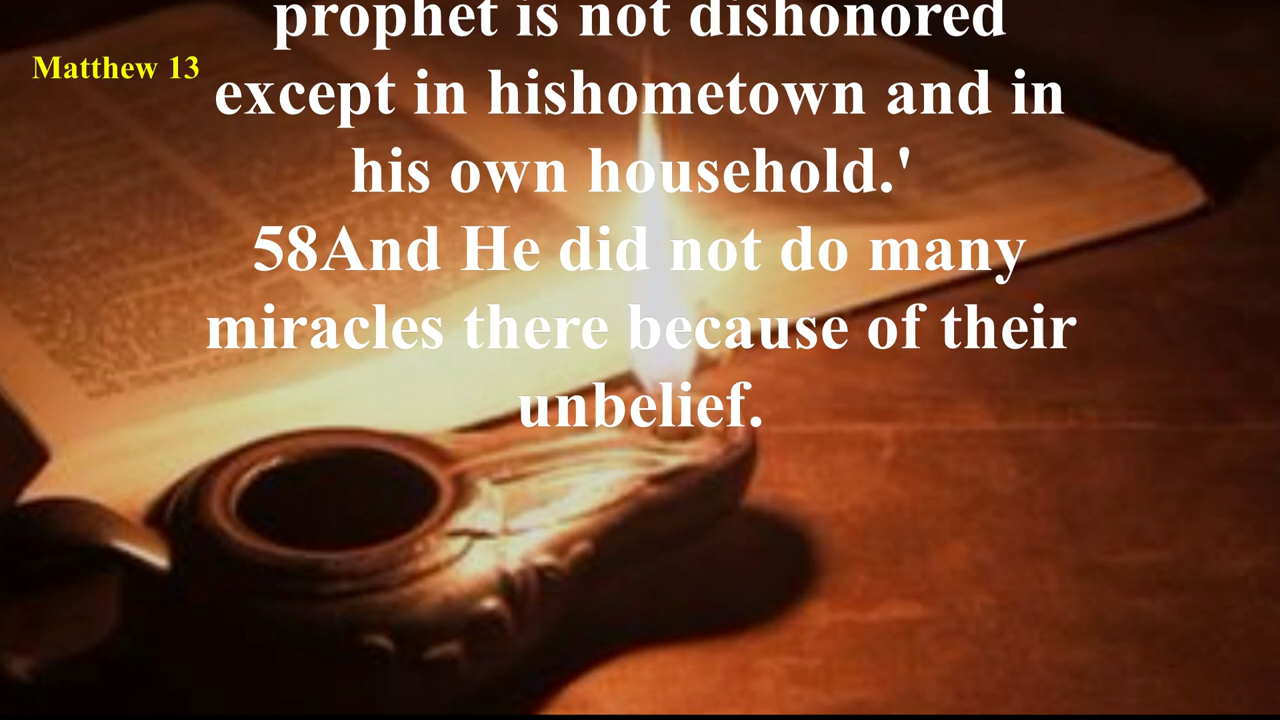 prophet is not dishonored
Matthew 13
except in hishometown and in
his own household.'
58And He did not do many
miracles there because of their
unbelief.